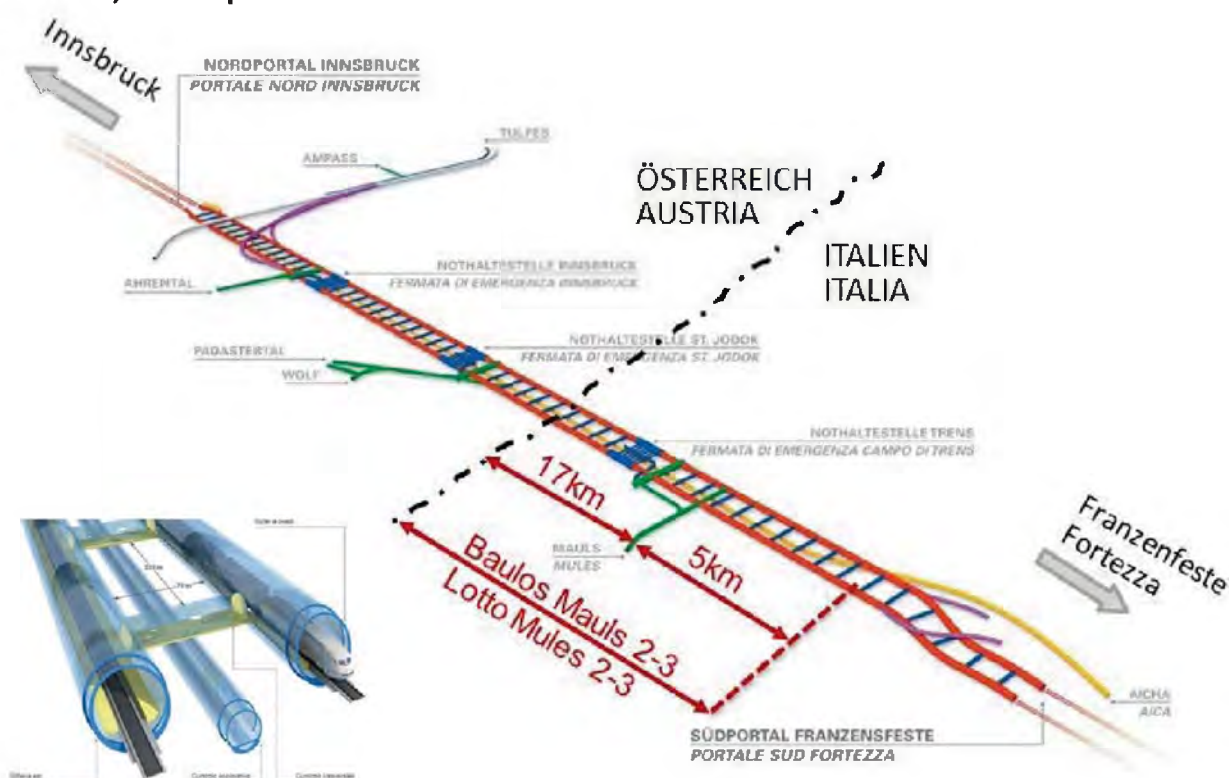 Innsbruck
NORDPORTAL INNSBRUCK
PORTALE NORD INNSBRUCK
TULFES
AMPASS
ÖSTERREICH
AUSTRIA
ITALIEN
ITALIA
AHRENTAL
NOTHALTESTELLE INNSBRUCK
FERMATA DI EMERGENZA INNSBRUCK
NOTHALTESTELLE ST. JODOK
FERMATA DI EMERGENZA ST. JODOK
PADASTERTAL
WOLF
NOTHALTESTELLE TRENS
FERMATA DI EMERGENZA CAMPO DI TRENS
17km
5km
MAULS
MULES
Baulos Mauls 2-3
Lotto Mules 2-3
Franzenfeste
Fortezza
AICHA
AICA
SÜDPORTAL FRANZENSFESTE
PORTALE SUD FORTEZZA